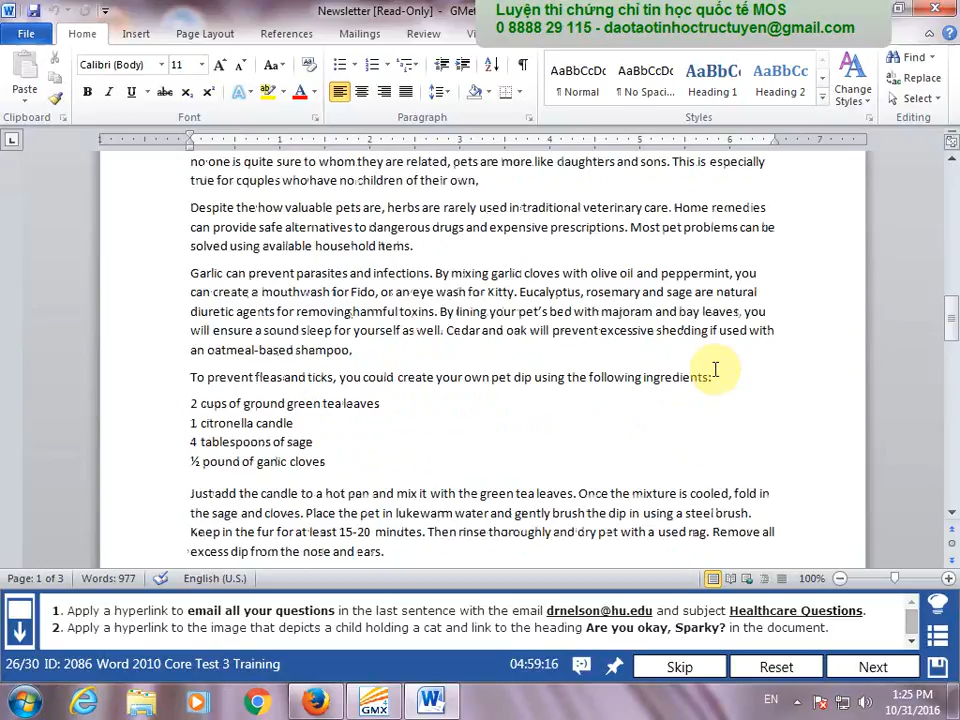 Newsletter [Read-Only] - GMet
Luyện thi chứng chỉ tin học quốc tế MOS
0 8888 29 115 - daotaotinhoctructuyen@gmail.com
File Home Insert Page Layout References Mailings Review
Calibri (Body) 11
Paste
B I U abc X₂ X²
AaBbCcDc AaBbCcDc AaBbC AaBbCc
¶ Normal ¶ No Spaci... Heading 1 Heading 2
Change Styles
Find
Replace
Select
Clipboard Font Paragraph Styles Editing
1 2 3 4 5 6 7
no one is quite sure to whom they are related, pets are more like daughters and sons. This is especially
true for couples who have no children of their own,
Despite the how valuable pets are, herbs are rarely used in traditional veterinary care. Home remedies
can provide safe alternatives to dangerous drugs and expensive prescriptions. Most pet problems can be
solved using available household items.
Garlic can prevent parasites and infections. By mixing garlic cloves with olive oil and peppermint, you
can create a mouthwash for Fido, or an eye wash for Kitty. Eucalyptus, rosemary and sage are natural
diuretic agents for removing harmful toxins. By lining your pet's bed with majoram and bay leaves, you
will ensure a sound sleep for yourself as well. Cedar and oak will prevent excessive shedding if used with
an oatmeal-based shampoo,
To prevent fleas and ticks, you could create your own pet dip using the following ingredients:
2 cups of ground green tea leaves
1 citronella candle
4 tablespoons of sage
½ pound of garlic cloves
Just add the candle to a hot pan and mix it with the green tea leaves. Once the mixture is cooled, fold in
the sage and cloves. Place the pet in lukewarm water and gently brush the dip in using a steel brush.
Keep in the fur for at least 15-20 minutes. Then rinse thoroughly and dry pet with a used rag. Remove all
excess dip from the nose and ears.
Page: 1 of 3 Words: 977 English (U.S.) 100%
1. Apply a hyperlink to email all your questions in the last sentence with the email drnelson@hu.edu and subject Healthcare Questions.
2. Apply a hyperlink to the image that depicts a child holding a cat and link to the heading Are you okay, Sparky? in the document.
26/30 ID: 2086 Word 2010 Core Test 3 Training 04:59:16 Skip Reset Next
GMX
EN
1:25 PM
10/31/2016